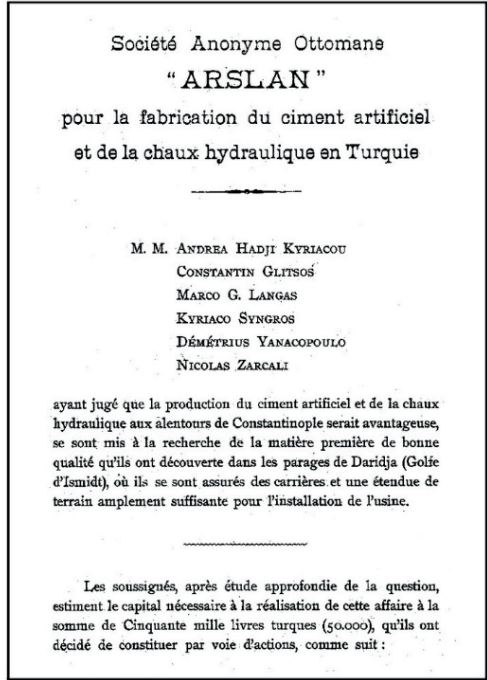 Société Anonyme Ottomane
“ARSLAN”
pour la fabrication du ciment artificiel
et de la chaux hydraulique en Turquie
M. M. Andrea Hadji Kyriacou
Constantin Glitsos
Marco G. Langas
Kyriaco Syngros
Démétrius Yanacopoulo
Nicolas Zarcali
ayant jugé que la production du ciment artificiel et de la chaux
hydraulique aux alentours de Constantinople serait avantageuse,
se sont mis à la recherche de la matière première de bonne
qualité qu'ils ont découverte dans les parages de Daridja (Golfe
d'Ismidt), où ils se sont assurés des carrières et une étendue de
terrain amplement suffisante pour l'installation de l'usine.
Les soussignés, après étude approfondie de la question,
estiment le capital nécessaire à la réalisation de cette affaire à la
somme de Cinquante mille livres turques (50.000), qu'ils ont
décidé de constituer par voie d'actions, comme suit :